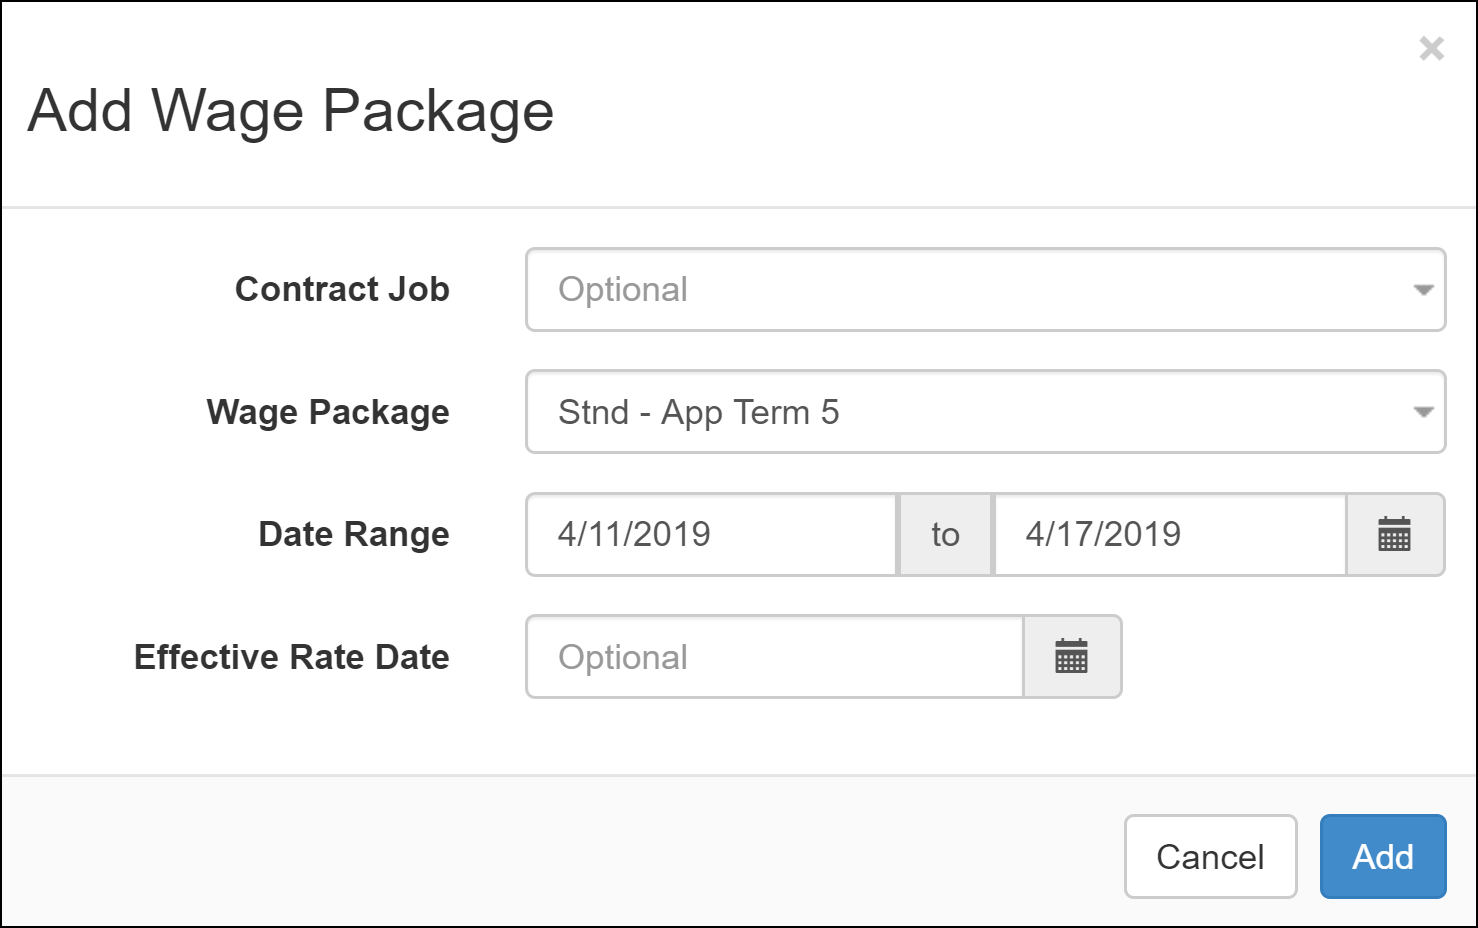 Add Wage Package
Contract Job Optional
Wage Package Stnd - App Term 5
Date Range 4/11/2019 to 4/17/2019
Effective Rate Date Optional
Cancel Add